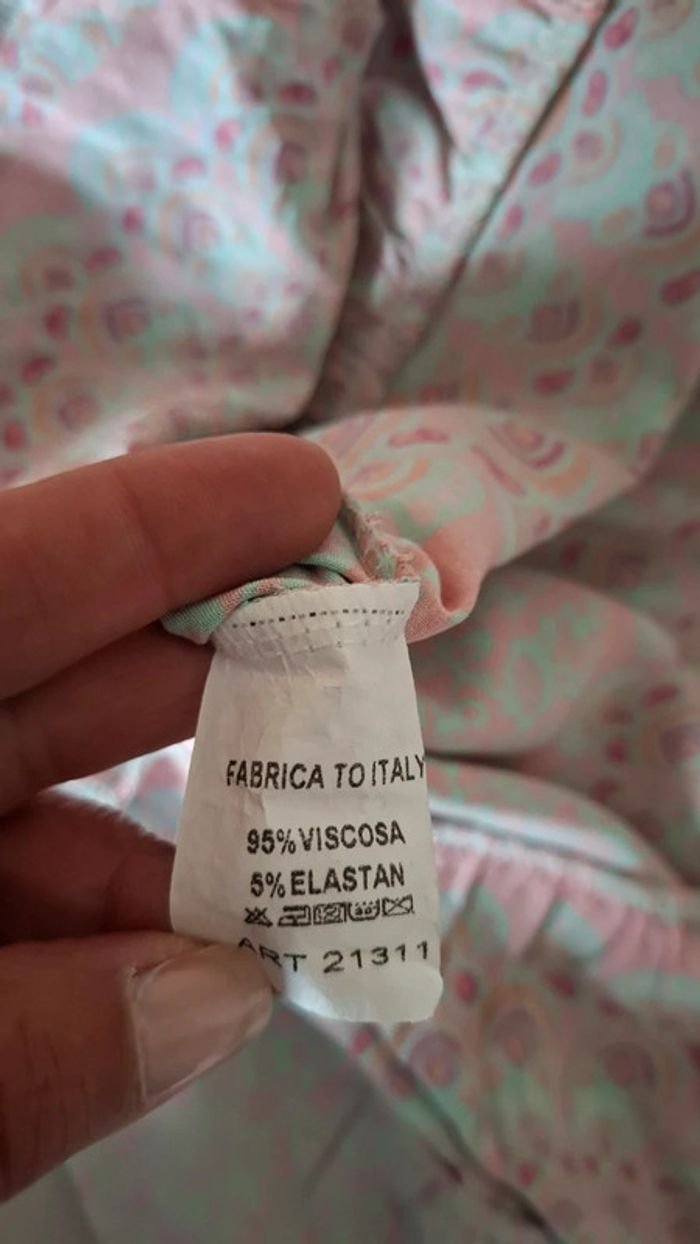 FABRICA TO ITALY
95% VISCOSA
5% ELASTAN
ART 21311